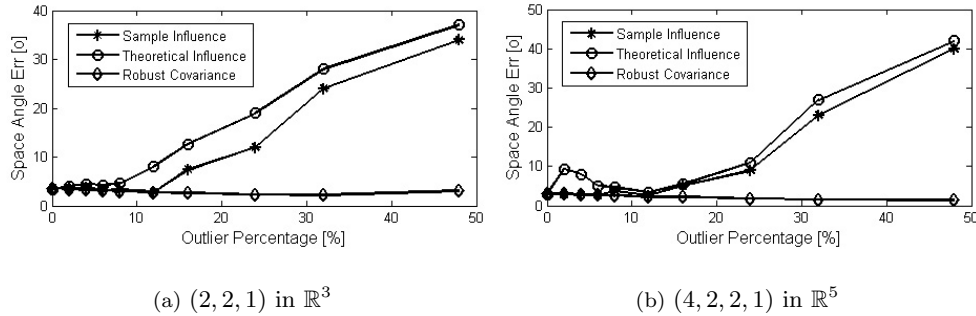 40
30
20
10
0
Space Angle Err [o]
Sample Influence
Theoretical Influence
Robust Covariance
0 10 20 30 40 50
Outlier Percentage [%]
50
40
30
20
10
0
Space Angle Err [o]
Sample Influence
Theoretical Influence
Robust Covariance
0 10 20 30 40 50
Outlier Percentage [%]
(a) (2, 2, 1) in ℝ³
(b) (4, 2, 2, 1) in ℝ⁵